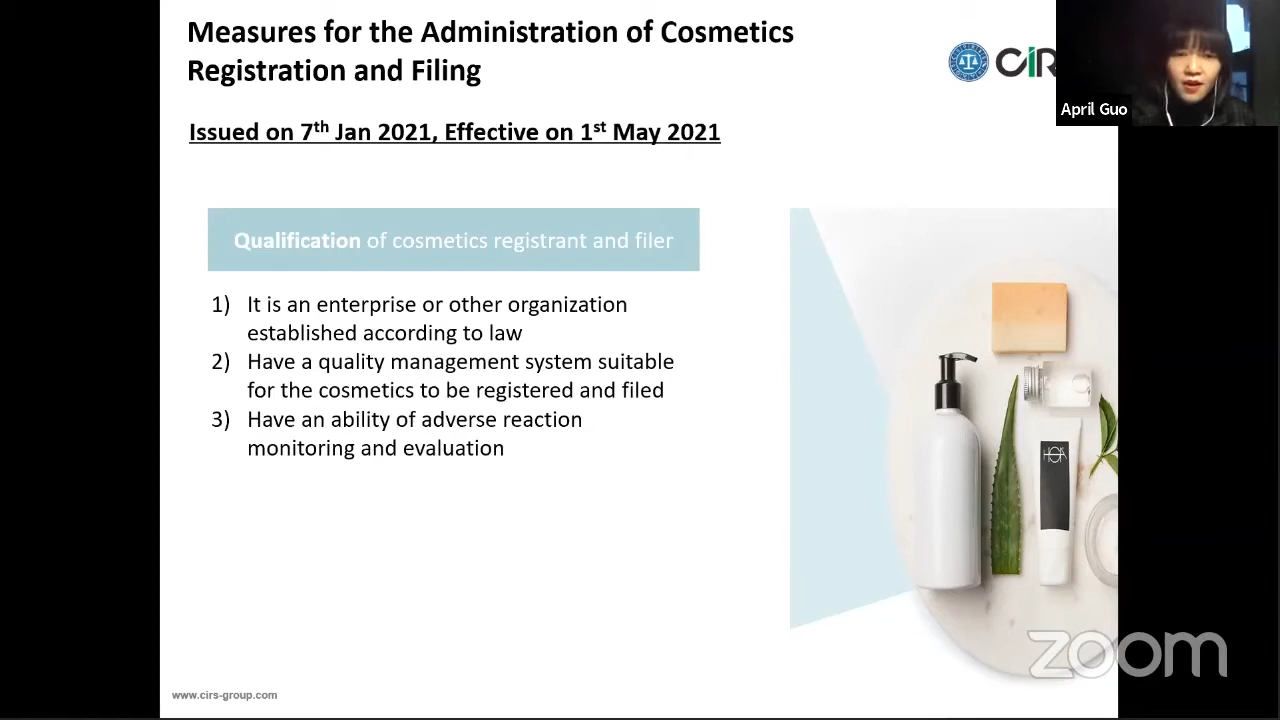 Measures for the Administration of Cosmetics
Registration and Filing
CIR
April Guo
Issued on 7th Jan 2021, Effective on 1st May 2021
Qualification of cosmetics registrant and filer
1) It is an enterprise or other organization
established according to law
2) Have a quality management system suitable
for the cosmetics to be registered and filed
3) Have an ability of adverse reaction
monitoring and evaluation
zoom
www.cirs-group.com